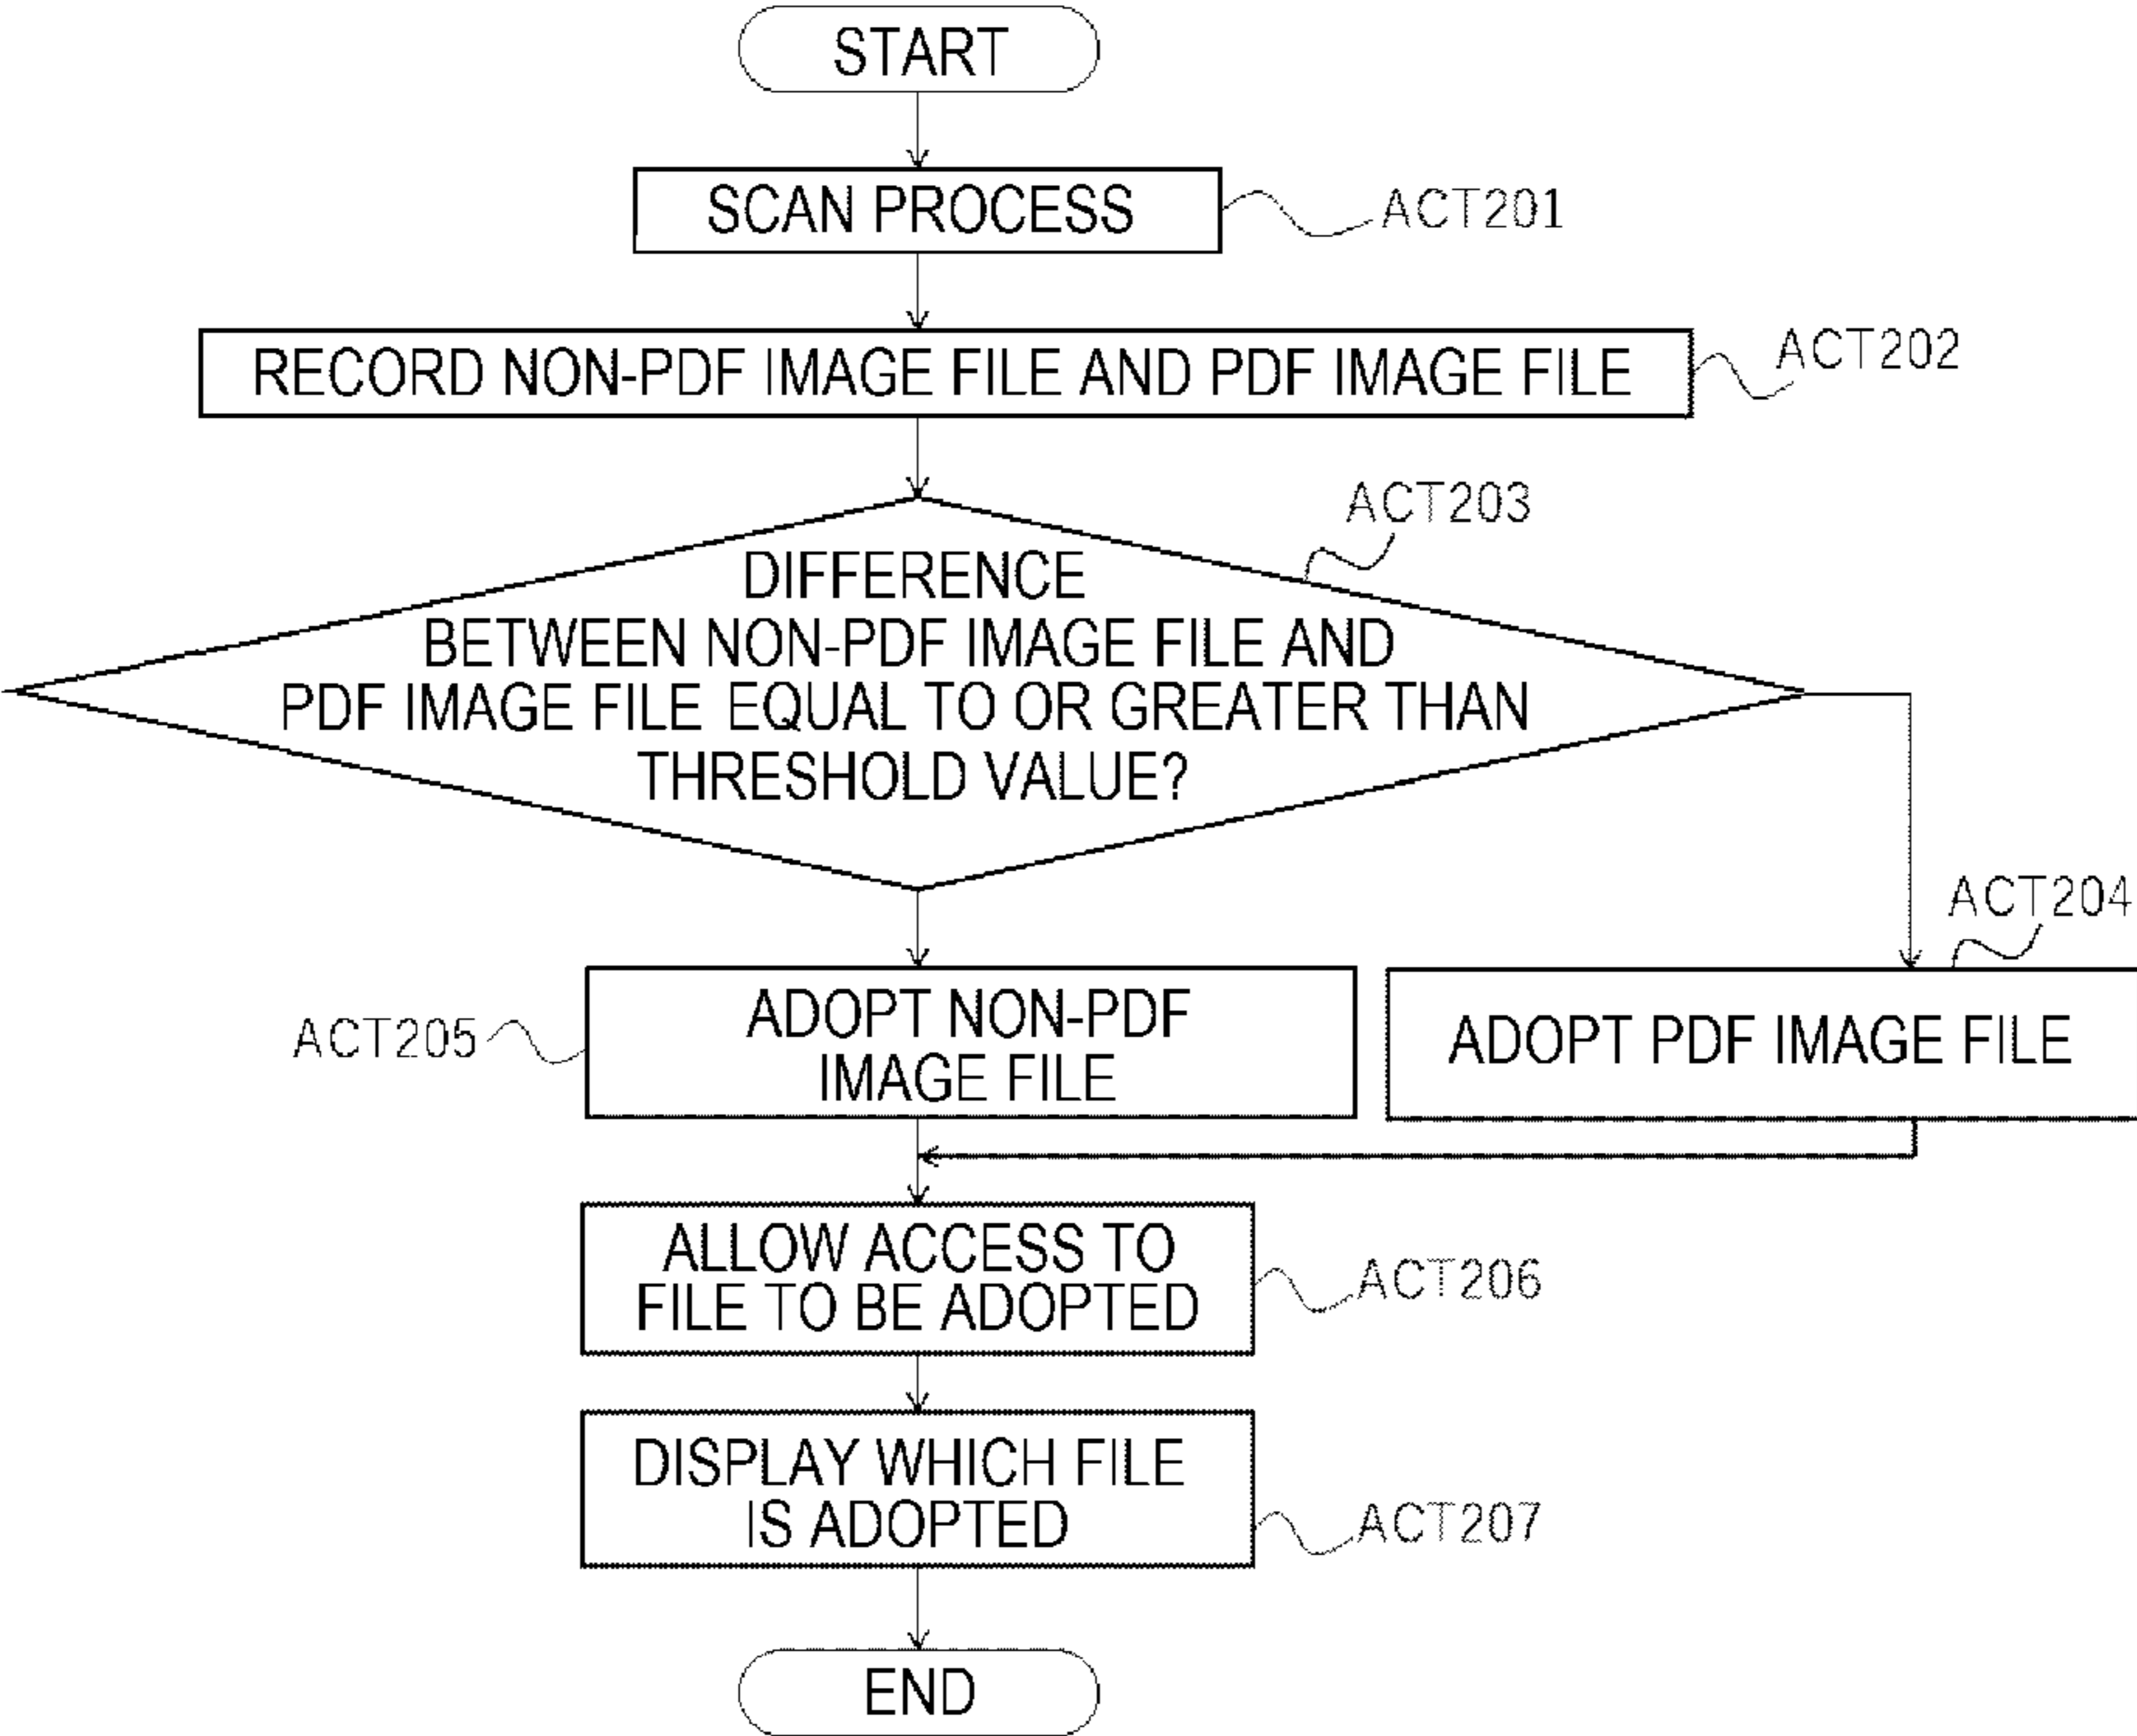 START
SCAN PROCESS
ACT201
RECORD NON-PDF IMAGE FILE AND PDF IMAGE FILE
ACT202
ACT203
DIFFERENCE
BETWEEN NON-PDF IMAGE FILE AND
PDF IMAGE FILE EQUAL TO OR GREATER THAN
THRESHOLD VALUE?
ACT204
ACT205
ADOPT NON-PDF
IMAGE FILE
ADOPT PDF IMAGE FILE
ALLOW ACCESS TO
FILE TO BE ADOPTED
ACT206
DISPLAY WHICH FILE
IS ADOPTED
ACT207
END